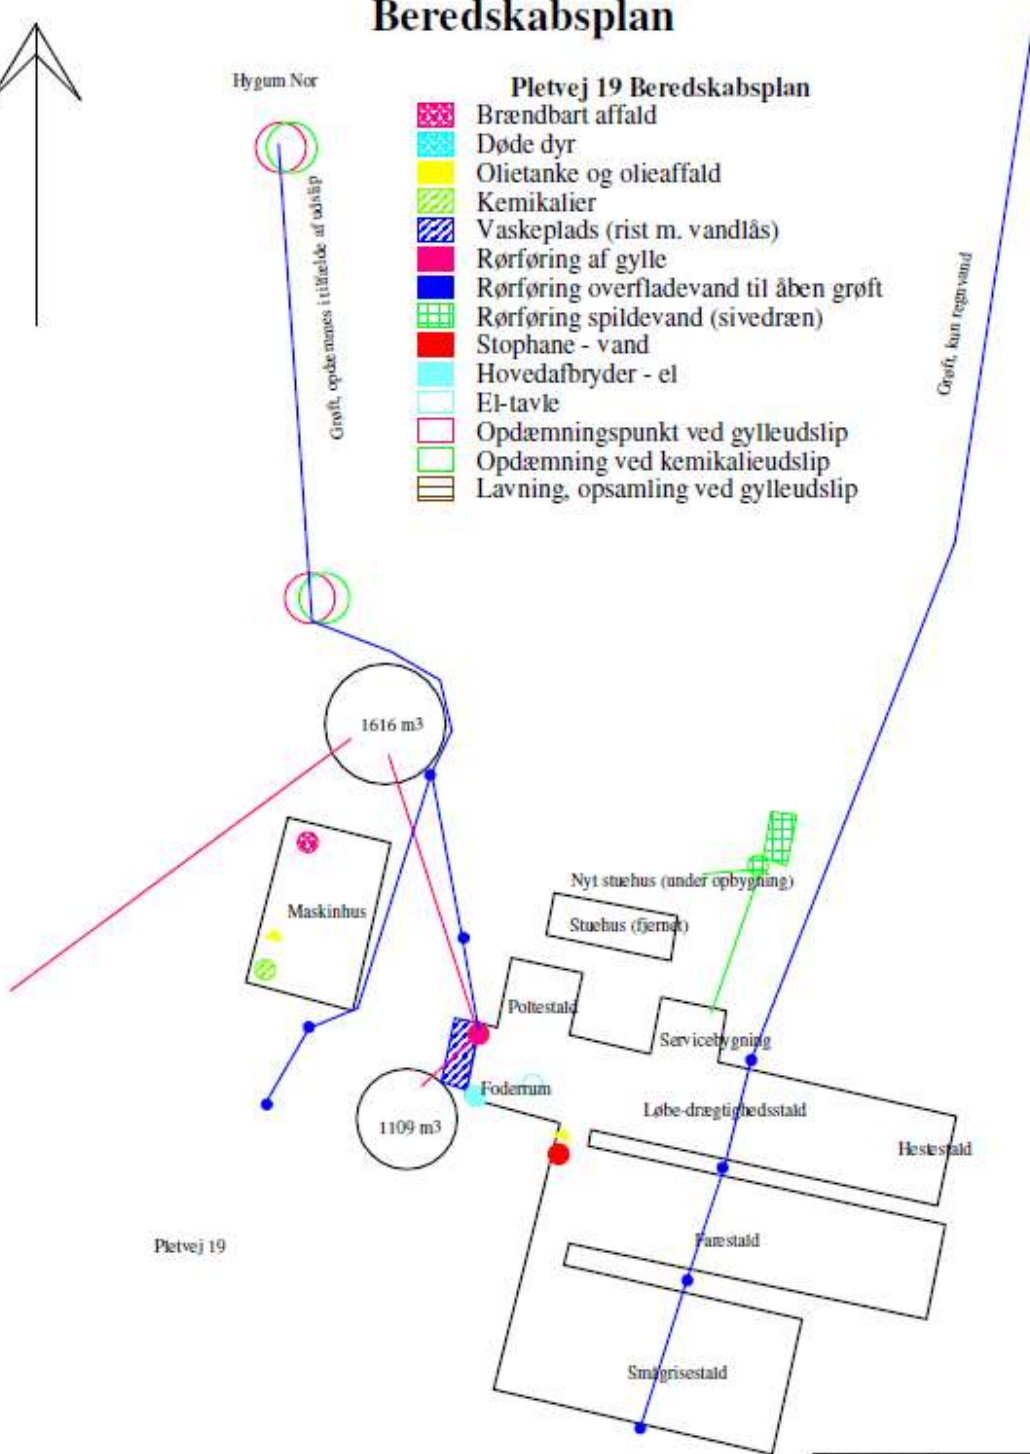 Beredskabsplan
Hygum Nor
Pletvej 19 Beredskabsplan
Brændbart affald
Døde dyr
Olietanke og olieaffald
Kemikalier
Vaskeplads (rist m. vandlås)
Rørføring af gylle
Rørføring overfladevand til åben grøft
Rørføring spildevand (sivedræn)
Stophane - vand
Hovedafbryder - el
El-tavle
Opdæmningspunkt ved gylleudslip
Opdæmning ved kemikalieudslip
Lavning, opsamling ved gylleudslip
Grøft, opdæmmes i tilfælde af udslip
Grøft, kun regnvand
1616 m3
Nyt stuehus (under opbygning)
Maskinhus
Stuehus (fjernet)
Poltestald
Servicebygning
Foderrum
Løbe-drægtighedsstald
1109 m3
Hestestald
Pletvej 19
Farestald
Smågrisestald